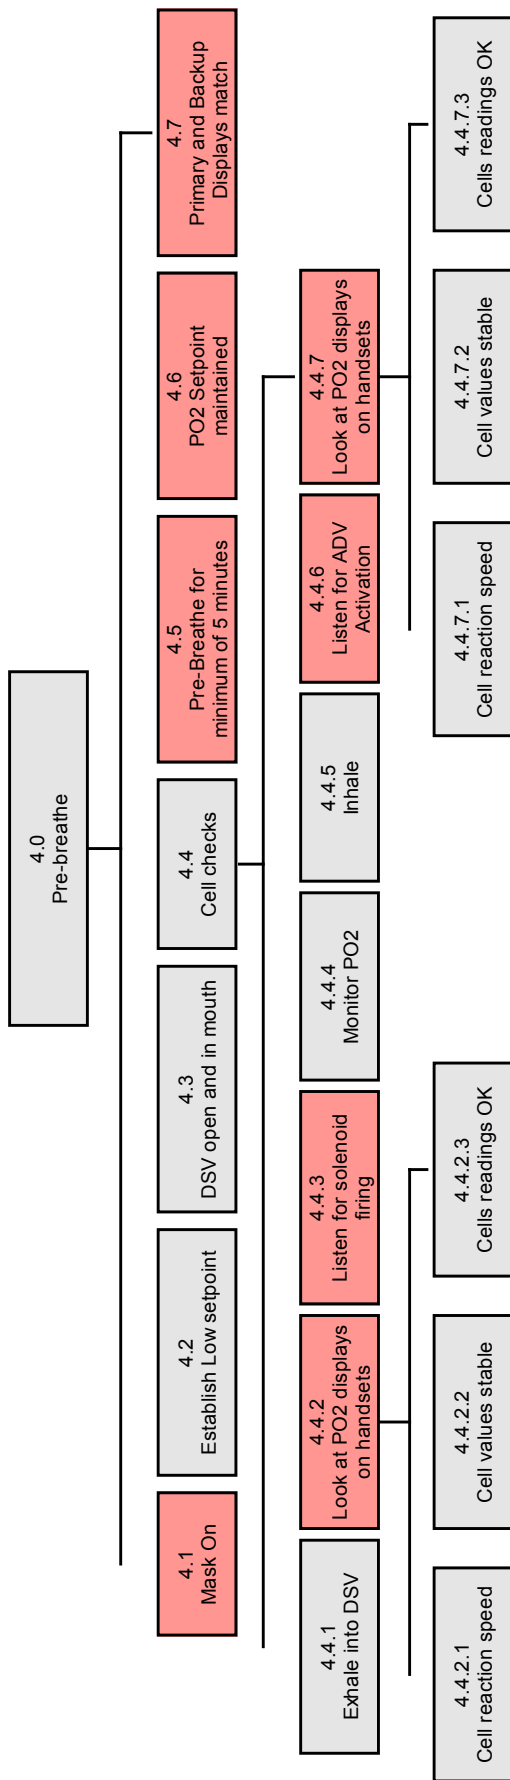 4.0
Pre-breathe
4.1
Mask On
4.2
Establish Low setpoint
4.3
DSV open and in mouth
4.4
Cell checks
4.5
Pre-Breathe for
minimum of 5 minutes
4.6
PO2 Setpoint
maintained
4.7
Primary and Backup
Displays match
4.4.1
Exhale into DSV
4.4.2
Look at PO2 displays
on handsets
4.4.3
Listen for solenoid
firing
4.4.4
Monitor PO2
4.4.5
Inhale
4.4.6
Listen for ADV
Activation
4.4.7
Look at PO2 displays
on handsets
4.4.2.1
Cell reaction speed
4.4.2.2
Cell values stable
4.4.2.3
Cells readings OK
4.4.7.1
Cell reaction speed
4.4.7.2
Cell values stable
4.4.7.3
Cells readings OK